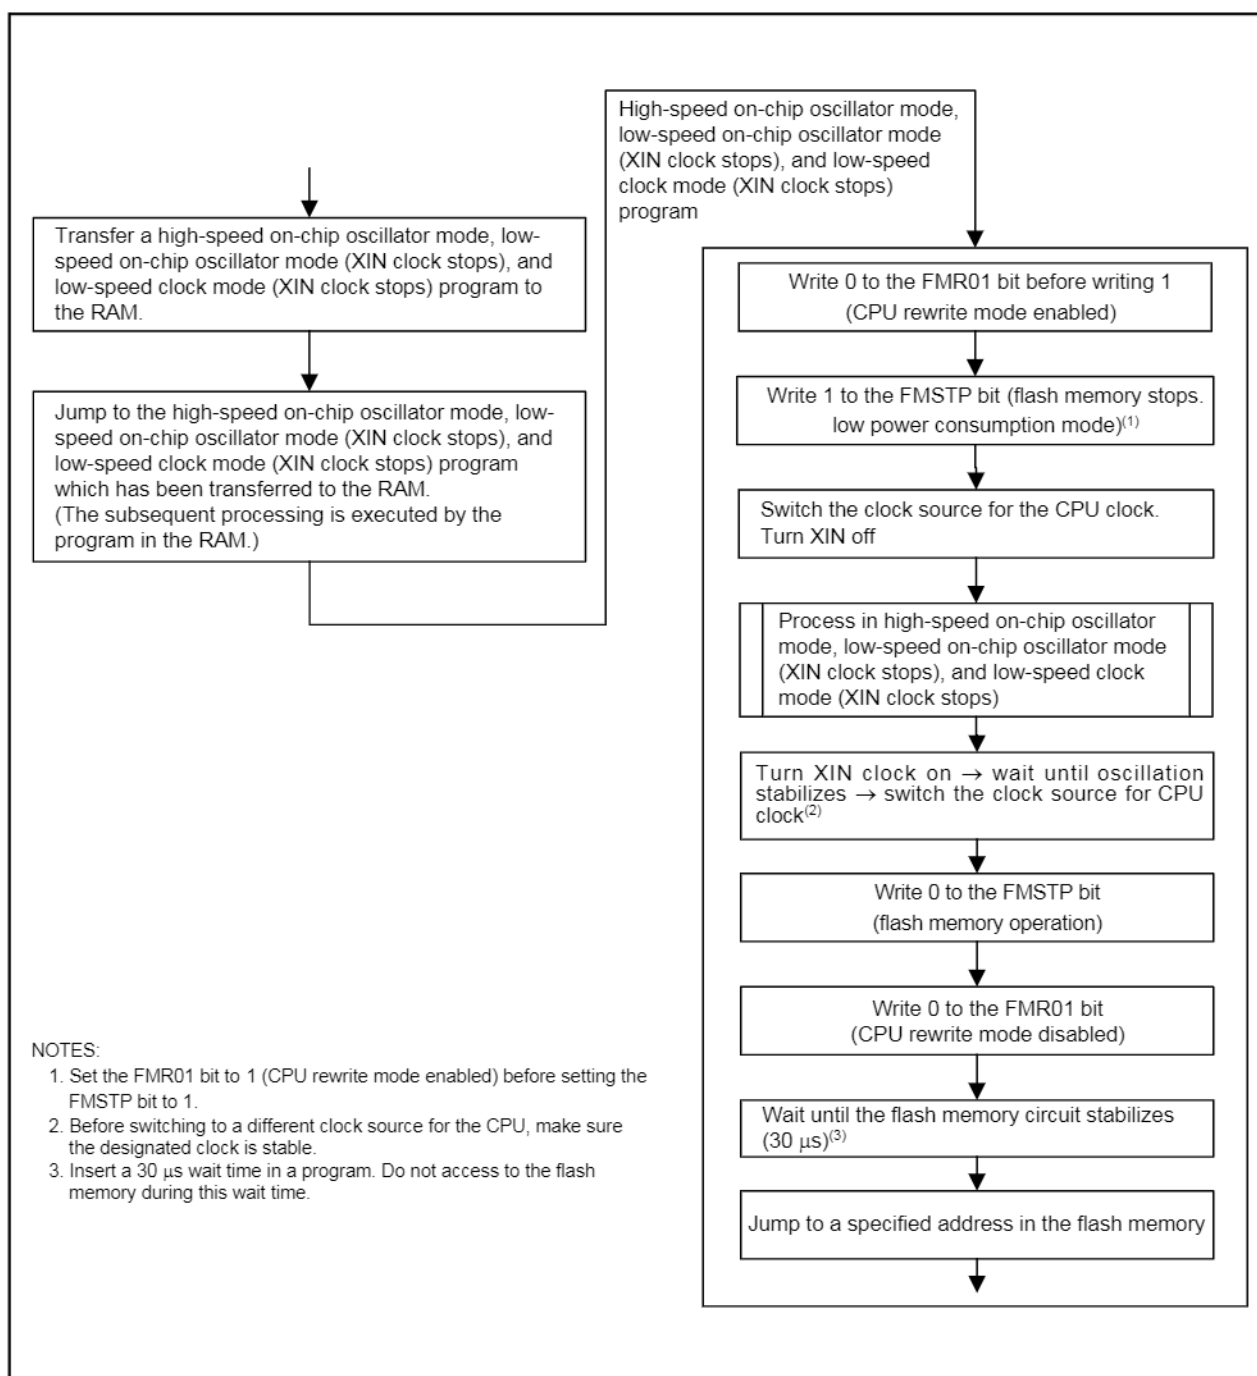 Transfer a high-speed on-chip oscillator mode, low-
speed on-chip oscillator mode (XIN clock stops), and
low-speed clock mode (XIN clock stops) program to
the RAM.
Jump to the high-speed on-chip oscillator mode, low-
speed on-chip oscillator mode (XIN clock stops), and
low-speed clock mode (XIN clock stops) program
which has been transferred to the RAM.
(The subsequent processing is executed by the
program in the RAM.)
High-speed on-chip oscillator mode,
low-speed on-chip oscillator mode
(XIN clock stops), and low-speed
clock mode (XIN clock stops)
program
Write 0 to the FMR01 bit before writing 1
(CPU rewrite mode enabled)
Write 1 to the FMSTP bit (flash memory stops.
low power consumption mode)(1)
Switch the clock source for the CPU clock.
Turn XIN off
Process in high-speed on-chip oscillator
mode, low-speed on-chip oscillator mode
(XIN clock stops), and low-speed clock
mode (XIN clock stops)
Turn XIN clock on → wait until oscillation
stabilizes → switch the clock source for CPU
clock(2)
Write 0 to the FMSTP bit
(flash memory operation)
Write 0 to the FMR01 bit
(CPU rewrite mode disabled)
Wait until the flash memory circuit stabilizes
(30 μs)(3)
Jump to a specified address in the flash memory
NOTES:
1. Set the FMR01 bit to 1 (CPU rewrite mode enabled) before setting the
FMSTP bit to 1.
2. Before switching to a different clock source for the CPU, make sure
the designated clock is stable.
3. Insert a 30 μs wait time in a program. Do not access to the flash
memory during this wait time.